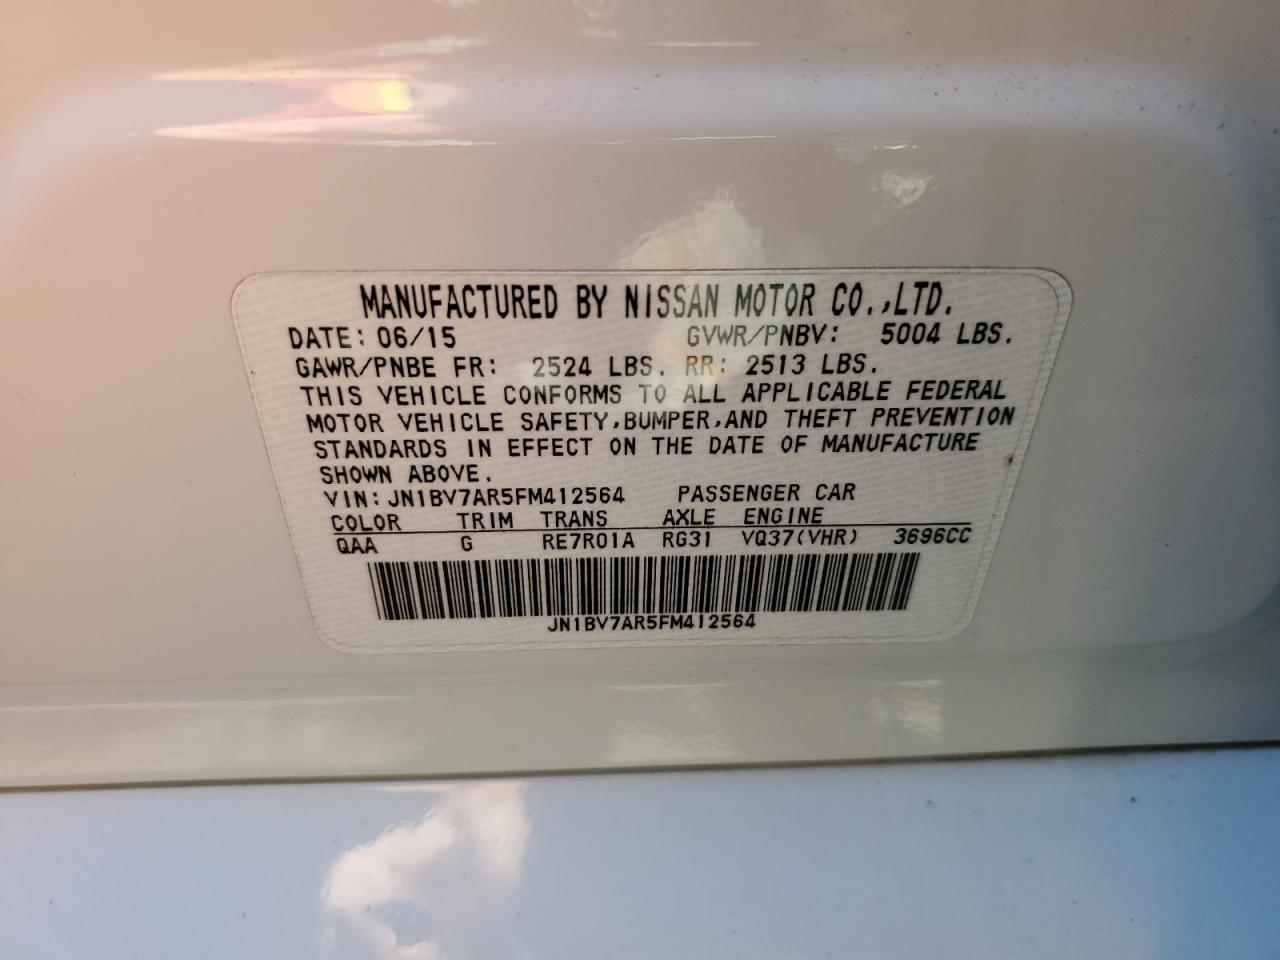 MANUFACTURED BY NISSAN MOTOR CO.,LTD.
DATE: 06/15 GVWR/PNBV: 5004 LBS.
GAWR/PNBE FR: 2524 LBS. RR: 2513 LBS.
THIS VEHICLE CONFORMS TO ALL APPLICABLE FEDERAL
MOTOR VEHICLE SAFETY,BUMPER,AND THEFT PREVENTION
STANDARDS IN EFFECT ON THE DATE OF MANUFACTURE
SHOWN ABOVE.
VIN: JN1BV7AR5FM412564 PASSENGER CAR
COLOR TRIM TRANS AXLE ENGINE
QAA G RE7R01A RG31 VQ37(VHR) 3696CC
JN1BV7AR5FM412564